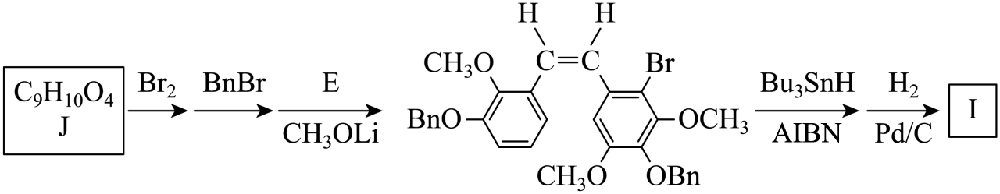 C₉H₁₀O₄
J
Br₂
BnBr
E
CH₃OLi
H H
C=C
CH₃O
Br
BnO
OCH₃
CH₃O
OBn
Bu₃SnH
AIBN
H₂
Pd/C
I